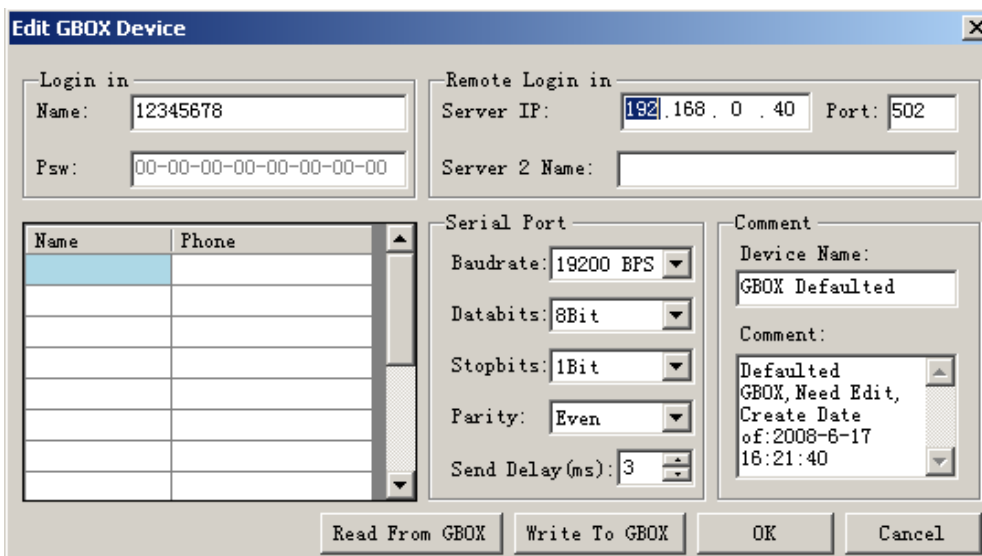 Edit GBOX Device
Login in
Name: 12345678
Psw: 00-00-00-00-00-00-00-00
Remote Login in
Server IP: 192.168 . 0 . 40 Port: 502
Server 2 Name:
Name Phone
Serial Port
Baudrate: 19200 BPS
Databits: 8Bit
Stopbits: 1Bit
Parity: Even
Send Delay(ms): 3
Comment
Device Name:
GBOX Defaulted
Comment:
Defaulted
GBOX, Need Edit,
Create Date
of:2008-6-17
16:21:40
Read From GBOX Write To GBOX OK Cancel